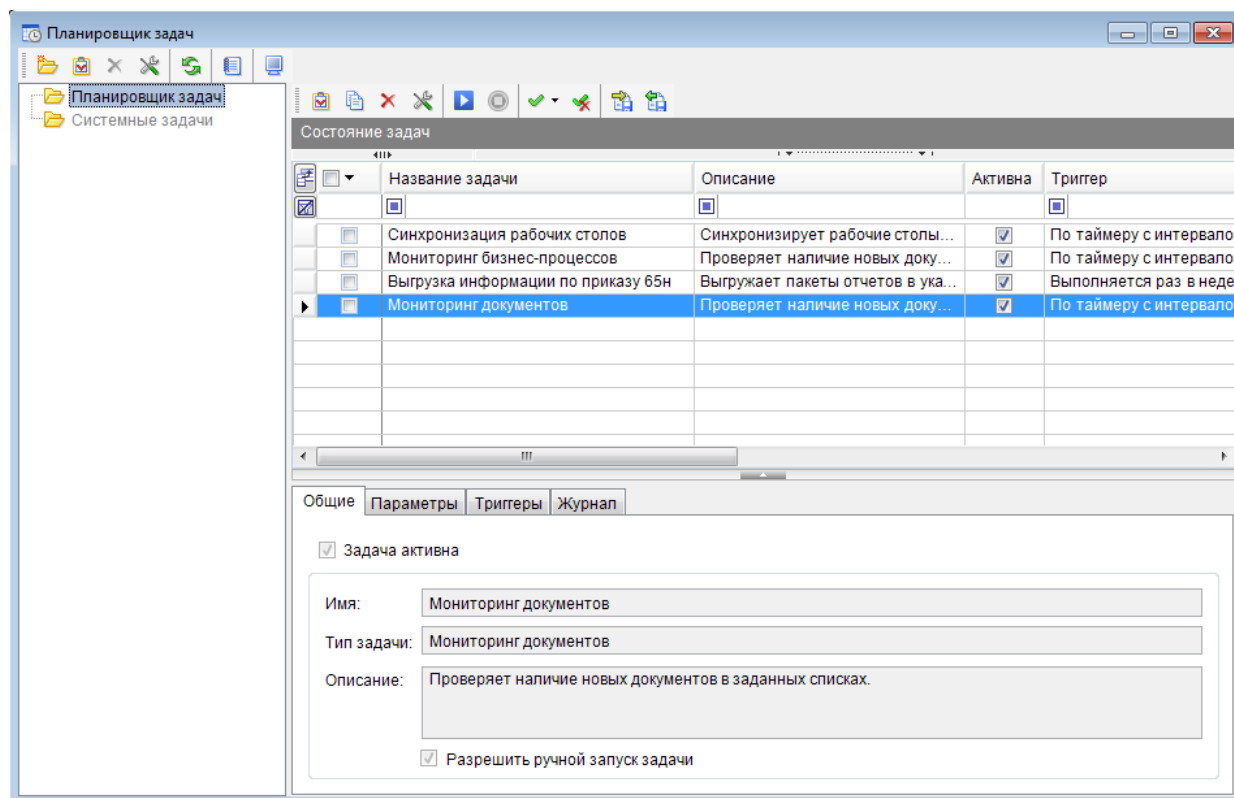 Планировщик задач
Планировщик задач
Системные задачи
Состояние задач
Название задачи Описание Активна Триггер
Синхронизация рабочих столов Синхронизирует рабочие столы... По таймеру с интервало
Мониторинг бизнес-процессов Проверяет наличие новых доку... По таймеру с интервало
Выгрузка информации по приказу 65н Выгружает пакеты отчетов в ука... Выполняется раз в неде
Мониторинг документов Проверяет наличие новых доку... По таймеру с интервало
Общие Параметры Триггеры Журнал
Задача активна
Имя: Мониторинг документов
Тип задачи: Мониторинг документов
Описание: Проверяет наличие новых документов в заданных списках.
Разрешить ручной запуск задачи